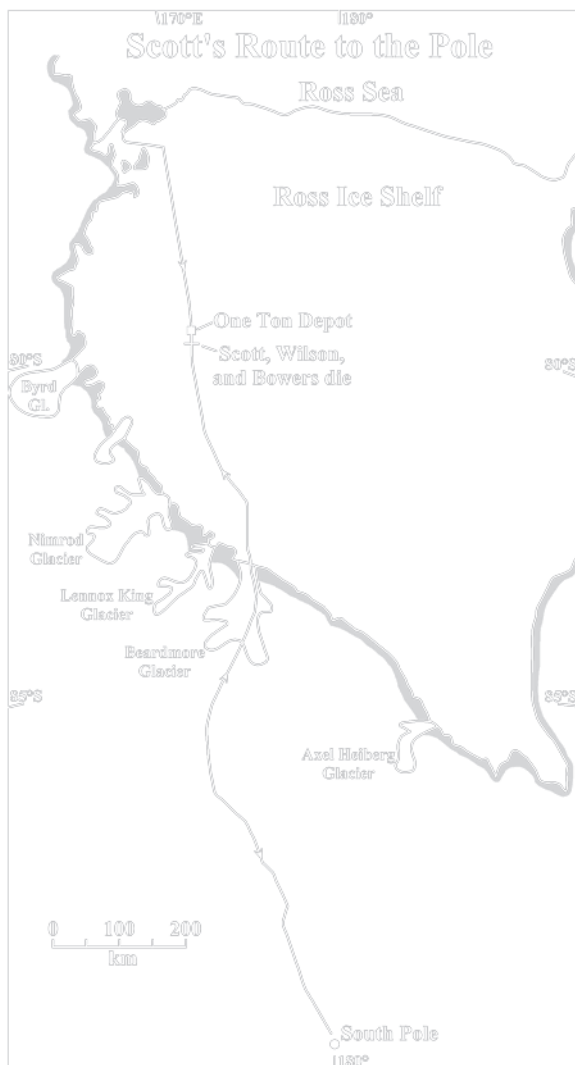 170°E
180°
Scott's Route to the Pole
Ross Sea
Ross Ice Shelf
One Ton Depot
Scott, Wilson,
and Bowers die
80°S
80°S
Byrd
GL.
Nimrod
Glacier
Lennox King
Glacier
Beardmore
Glacier
85°S
85°S
Axel Heiberg
Glacier
0 100 200
km
South Pole
180°